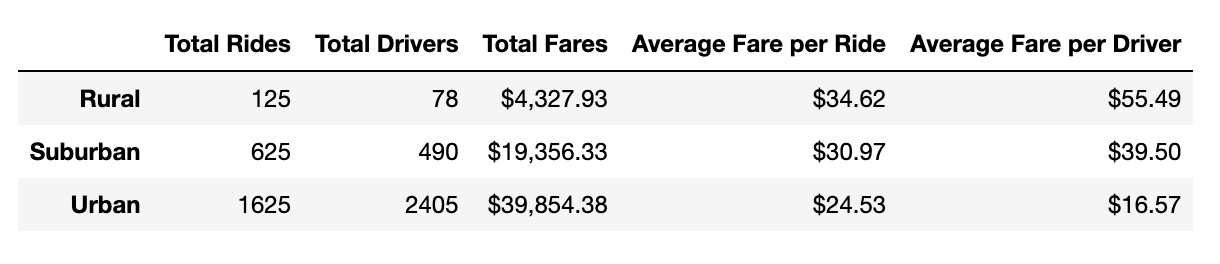 Total Rides Total Drivers Total Fares Average Fare per Ride Average Fare per Driver
Rural 125 78 $4,327.93 $34.62 $55.49
Suburban 625 490 $19,356.33 $30.97 $39.50
Urban 1625 2405 $39,854.38 $24.53 $16.57